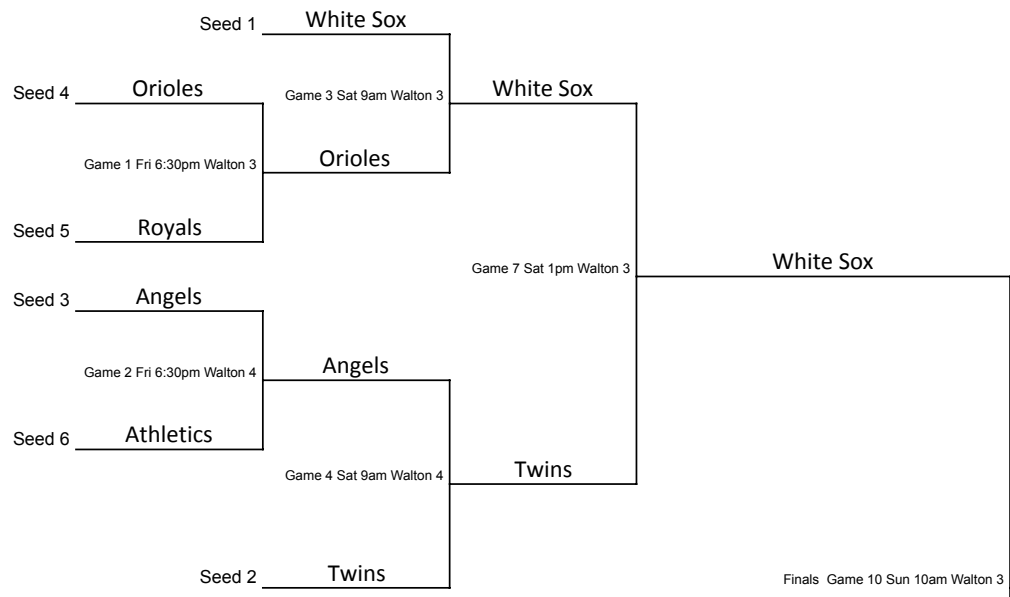 Seed 1 White Sox
Seed 4 Orioles
Game 3 Sat 9am Walton 3
White Sox
Game 1 Fri 6:30pm Walton 3
Orioles
Seed 5 Royals
Game 7 Sat 1pm Walton 3
White Sox
Seed 3 Angels
Game 2 Fri 6:30pm Walton 4
Angels
Seed 6 Athletics
Game 4 Sat 9am Walton 4
Twins
Seed 2 Twins
Finals Game 10 Sun 10am Walton 3